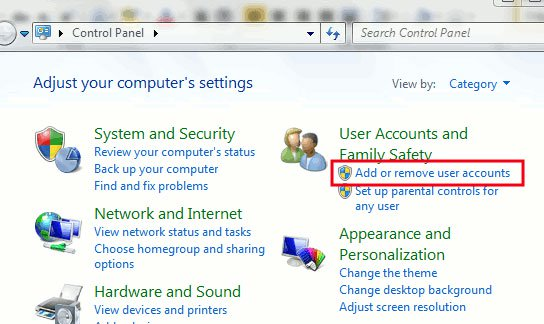 Control Panel
Search Control Panel
Adjust your computer's settings
View by: Category
System and Security
Review your computer's status
Back up your computer
Find and fix problems
Network and Internet
View network status and tasks
Choose homegroup and sharing
options
Hardware and Sound
View devices and printers
User Accounts and
Family Safety
Add or remove user accounts
Set up parental controls for
any user
Appearance and
Personalization
Change the theme
Change desktop background
Adjust screen resolution